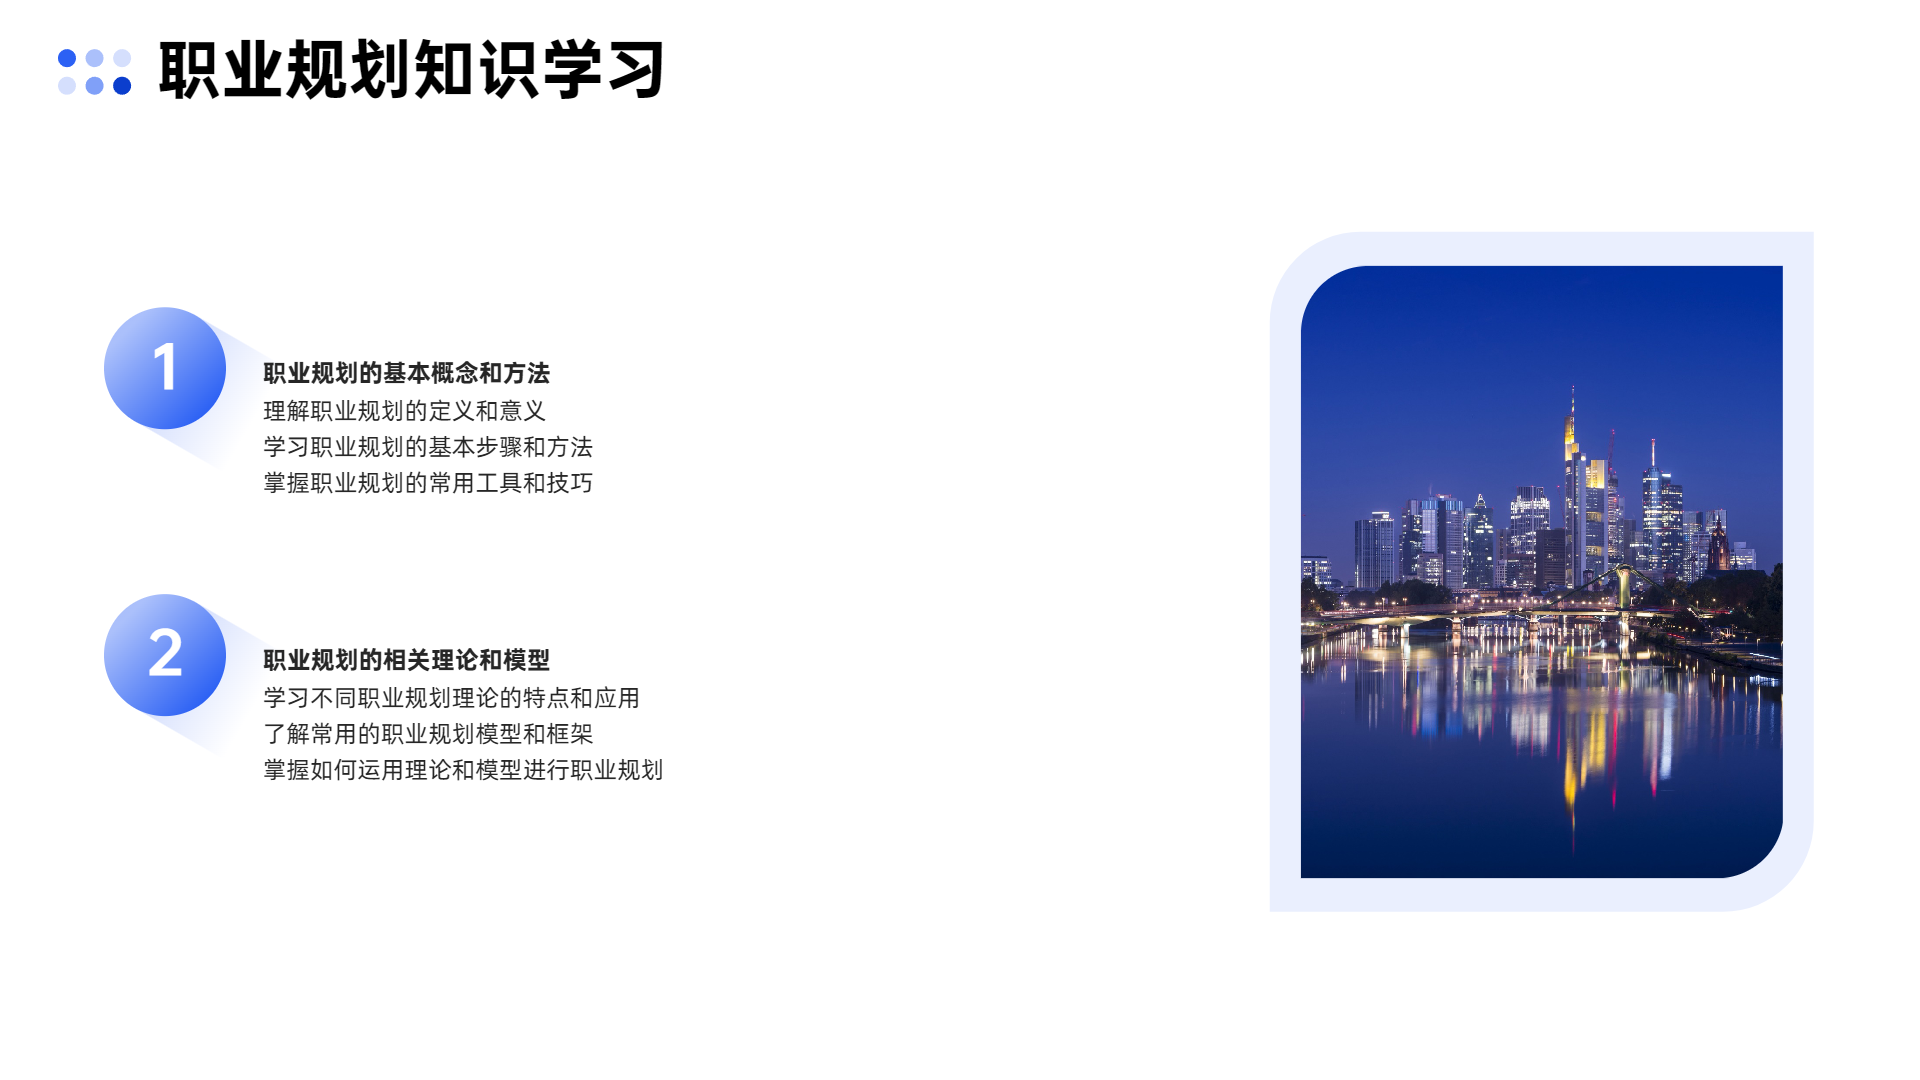 职业规划知识学习
1
职业规划的基本概念和方法
理解职业规划的定义和意义
学习职业规划的基本步骤和方法
掌握职业规划的常用工具和技巧
2
职业规划的相关理论和模型
学习不同职业规划理论的特点和应用
了解常用的职业规划模型和框架
掌握如何运用理论和模型进行职业规划